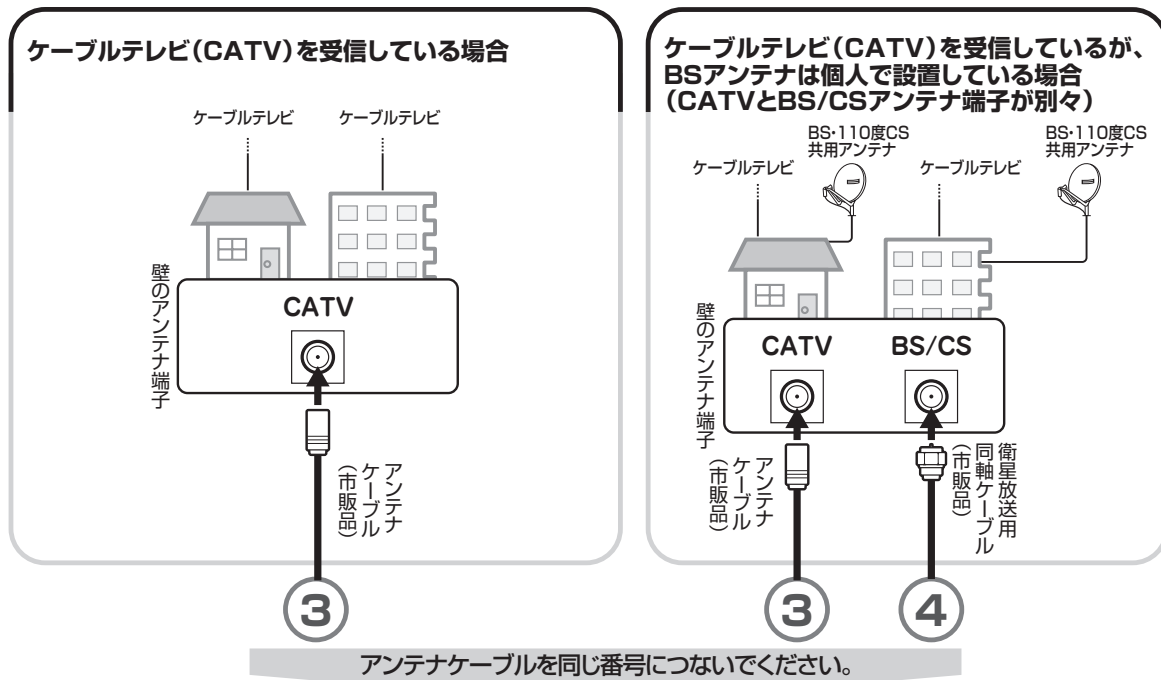 ケーブルテレビ(CATV)を受信している場合
ケーブルテレビ
ケーブルテレビ
壁のアンテナ端子
CATV
アンテナ
ケーブル
(市販品)
③
ケーブルテレビ(CATV)を受信しているが、
BSアンテナは個人で設置している場合
(CATVとBS/CSアンテナ端子が別々)
ケーブルテレビ
BS・110度CS
共用アンテナ
ケーブルテレビ
BS・110度CS
共用アンテナ
壁のアンテナ端子
CATV
BS/CS
アンテナ
ケーブル
(市販品)
衛星放送用
同軸ケーブル
(市販品)
③
④
アンテナケーブルを同じ番号につないでください。